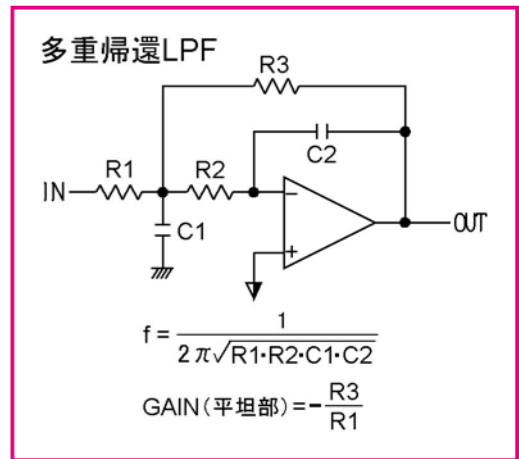 多重帰還LPF
R3
C2
R1
R2
IN
C1
−
+
OUT
f = 1 / 2π√R1·R2·C1·C2
GAIN(平坦部)=-R3/R1